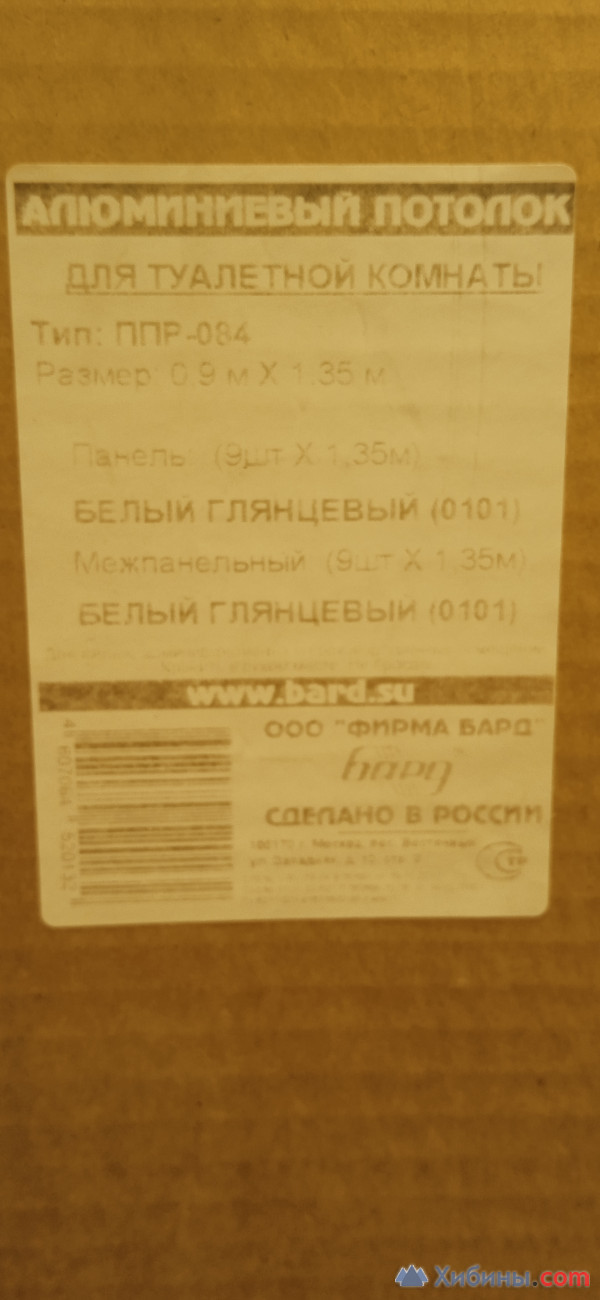 АЛЮМИНИЕВЫЙ ПОТОЛОК
ДЛЯ ТУАЛЕТНОЙ КОМНАТЫ
Тип: ППР-084
Размер: 0.9 м Х 1.35 м
Панель: (9шт Х 1.35м)
БЕЛЫЙ ГЛЯНЦЕВЫЙ (0101)
Межпанельный: (9шт Х 1.35м)
БЕЛЫЙ ГЛЯНЦЕВЫЙ (0101)
www.bard.su
ООО "ФИРМА БАРД"
бард
СДЕЛАНО В РОССИИ
Хибины.com